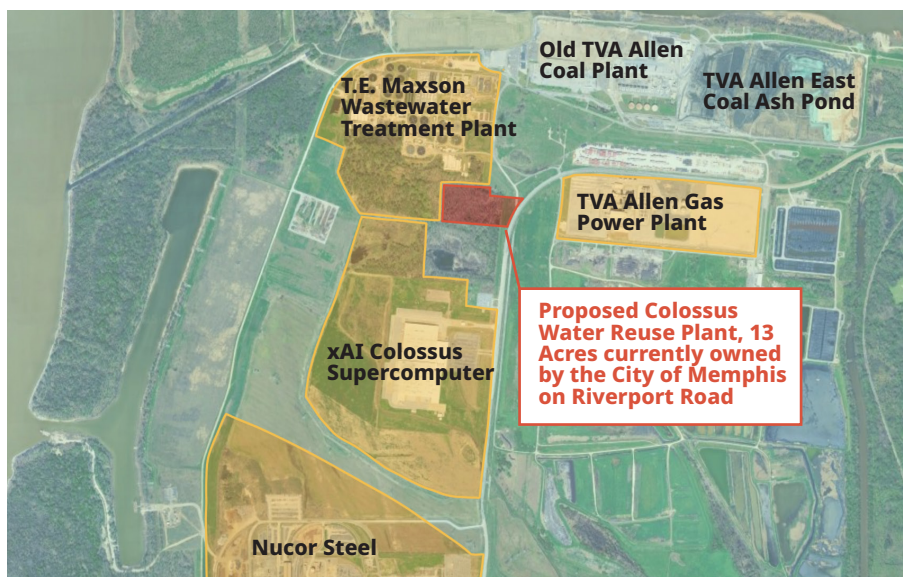 Old TVA Allen
Coal Plant
TVA Allen East
Coal Ash Pond
T.E. Maxson
Wastewater
Treatment Plant
TVA Allen Gas
Power Plant
Proposed Colossus
Water Reuse Plant, 13
Acres currently owned
by the City of Memphis
on Riverport Road
xAI Colossus
Supercomputer
Nucor Steel